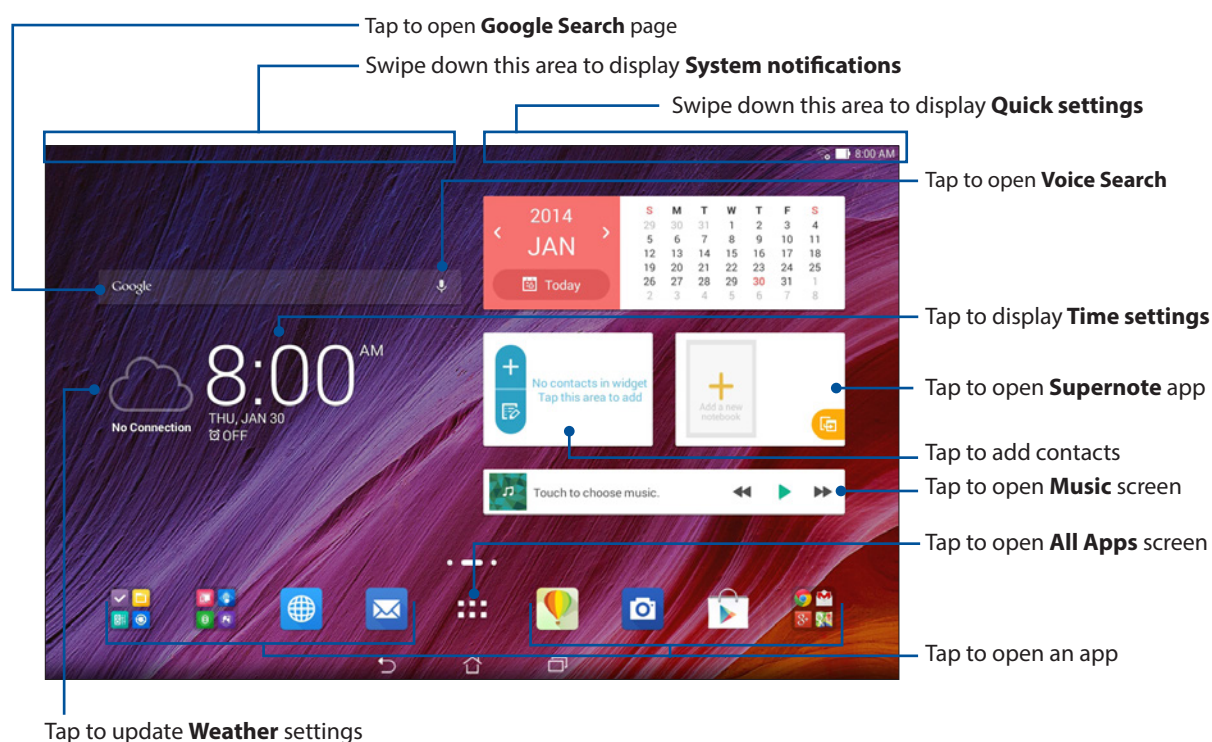 Tap to open Google Search page
Swipe down this area to display System notifications
Swipe down this area to display Quick settings
8:00 AM
Tap to open Voice Search
2014
JAN
Today
S M T W T F S
29 30 31 1 2 3 4
5 6 7 8 9 10 11
12 13 14 15 16 17 18
19 20 21 22 23 24 25
26 27 28 29 30 31 1
2 3 4 5 6 7 8
Google
Tap to display Time settings
8:00 AM
THU, JAN 30
OFF
No Connection
No contacts in widget
Tap this area to add
Add a new
notebook
Tap to open Supernote app
Tap to add contacts
Touch to choose music.
Tap to open Music screen
Tap to open All Apps screen
Tap to open an app
Tap to update Weather settings